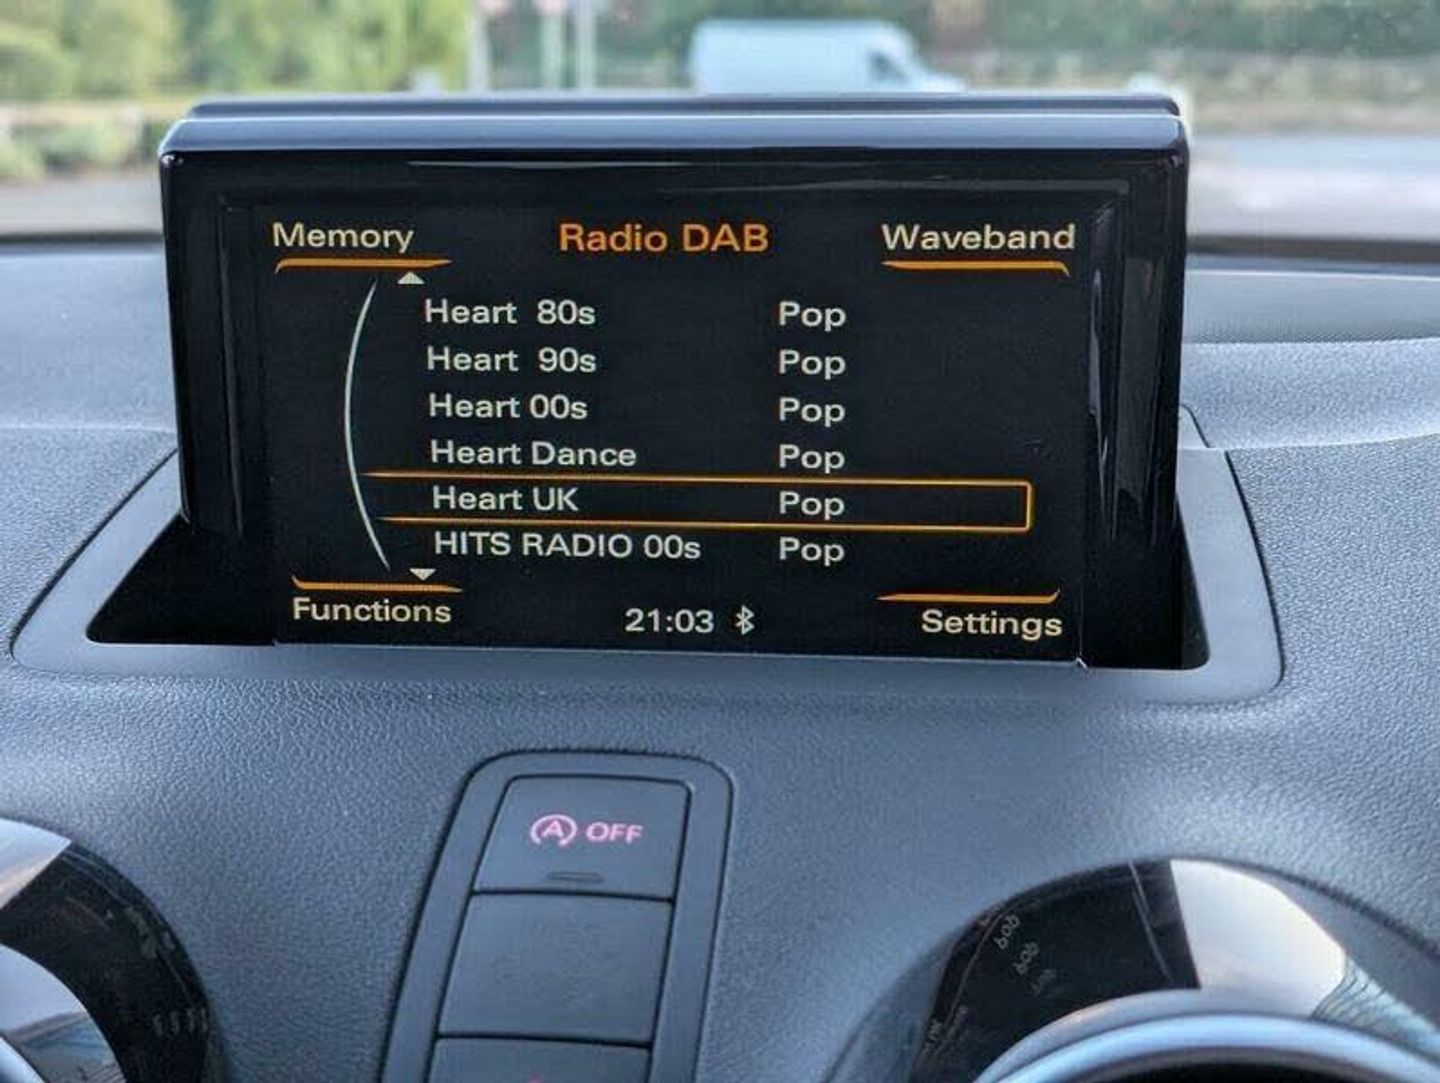 Memory Radio DAB Waveband
Heart 80s Pop
Heart 90s Pop
Heart 00s Pop
Heart Dance Pop
Heart UK Pop
HITS RADIO 00s Pop
Functions 21:03 Settings
A OFF